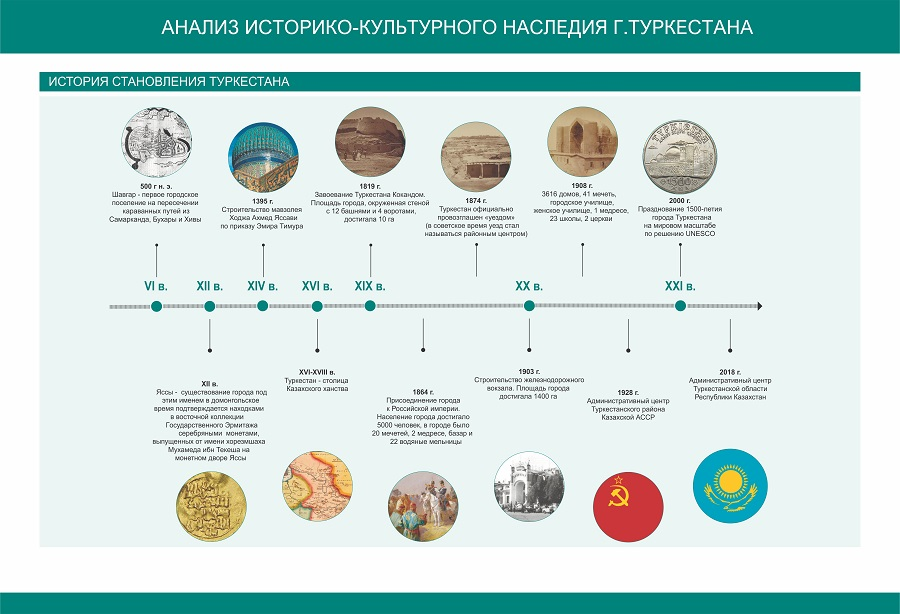 АНАЛИЗ ИСТОРИКО-КУЛЬТУРНОГО НАСЛЕДИЯ Г.ТУРКЕСТАНА
ИСТОРИЯ СТАНОВЛЕНИЯ ТУРКЕСТАНА
500 г н. э.
Шавгар - первое городское
поселение на пересечении
караванных путей из
Самарканда, Бухары и Хивы
1395 г.
Строительство мавзолея
Ходжа Ахмед Яссави
по приказу Эмира Тимура
1819 г.
Завоевание Туркестана Кокандом.
Площадь города, окруженная стеной
с 12 башнями и 4 воротами,
достигала 10 га
1874 г.
Туркестан официально
провозглашен «уездом»
(в советское время уезд стал
называться районным центром)
1908 г.
3616 домов, 41 мечеть,
городское училище,
женское училище, 1 медресе,
23 школы, 2 церкви
2000 г.
Празднование 1500-летия
города Туркестана
на мировом масштабе
по решению UNESCO
VI в.
XII в.
XIV в.
XVI в.
XIX в.
XX в.
XXI в.
XII в.
Яссы - существование города под
этим именем в домонгольское
время подтверждается находками
в восточной коллекции
Государственного Эрмитажа
серебряными монетами,
выпущенных от имени хорезмшаха
Мухамеда ибн Текеша на
монетном дворе Яссы
XVI-XVIII в.
Туркестан - столица
Казахского ханства
1864 г.
Присоединение города
к Российской империи.
Население города достигало
5000 человек, в городе было
20 мечетей, 2 медресе, базар и
22 водяные мельницы
1903 г.
Строительство железнодорожного
вокзала. Площадь города
достигала 1400 га
1928 г.
Административный центр
Туркестанского района
Казахской АССР
2018 г.
Административный центр
Туркестанской области
Республики Казахстан